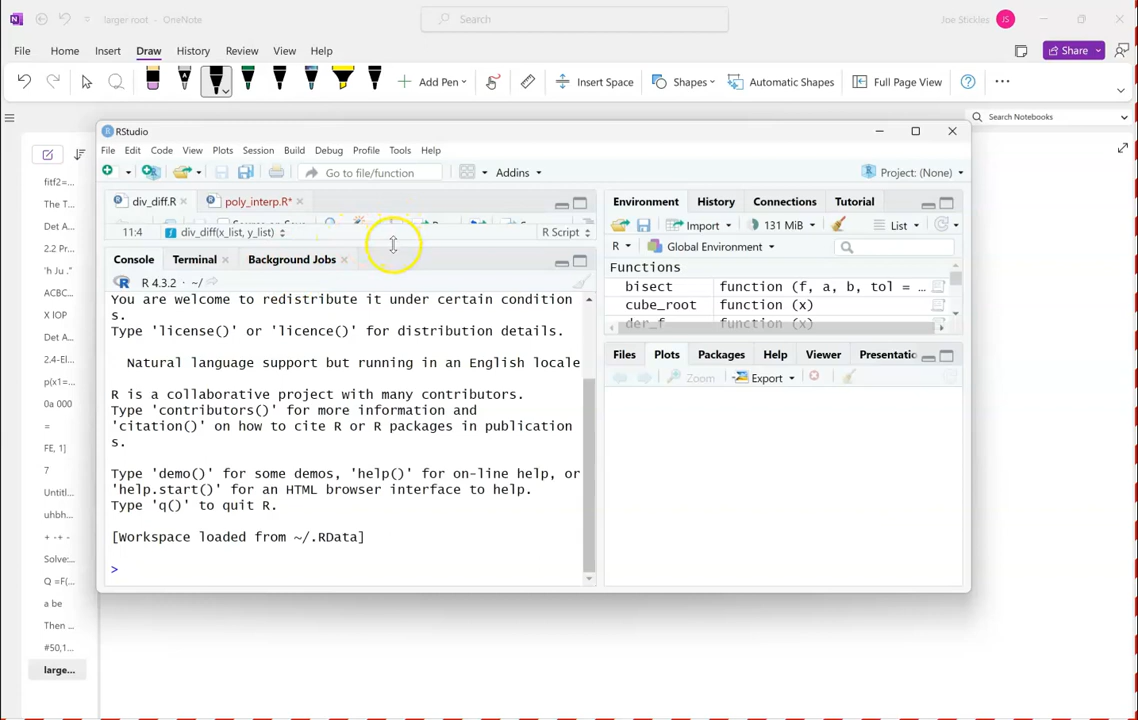 larger root - OneNote
Search
Joe Stickles
JS
File Home Insert Draw History Review View Help
Share
Add Pen
Insert Space
Shapes
Automatic Shapes
Full Page View
Search Notebooks
RStudio
File Edit Code View Plots Session Build Debug Profile Tools Help
Go to file/function
Addins
Project: (None)
div_diff.R
poly_interp.R*
11:4
div_diff(x_list, y_list)
R Script
Console Terminal Background Jobs
R 4.3.2 · ~/
You are welcome to redistribute it under certain condition
s.
Type 'license()' or 'licence()' for distribution details.
Natural language support but running in an English locale
R is a collaborative project with many contributors.
Type 'contributors()' for more information and
'citation()' on how to cite R or R packages in publication
s.
Type 'demo()' for some demos, 'help()' for on-line help, or
'help.start()' for an HTML browser interface to help.
Type 'q()' to quit R.
[Workspace loaded from ~/.RData]
>
Environment History Connections Tutorial
Import
131 MiB
List
R
Global Environment
Functions
bisect function (f, a, b, tol = …
cube_root function (x)
der_f function (x)
Files Plots Packages Help Viewer Presentatic
Zoom
Export
fitf2=...
The T...
Det A...
2.2 Pr...
'h Ju ."
ACBC...
X IOP
Det A...
2.4-El...
p(x1=...
0a 000
=
FE, 1]
7
Untitl...
uhbh...
+ -+ -
Solve:...
Q =F(...
a be
Then ...
#50,1...
large...